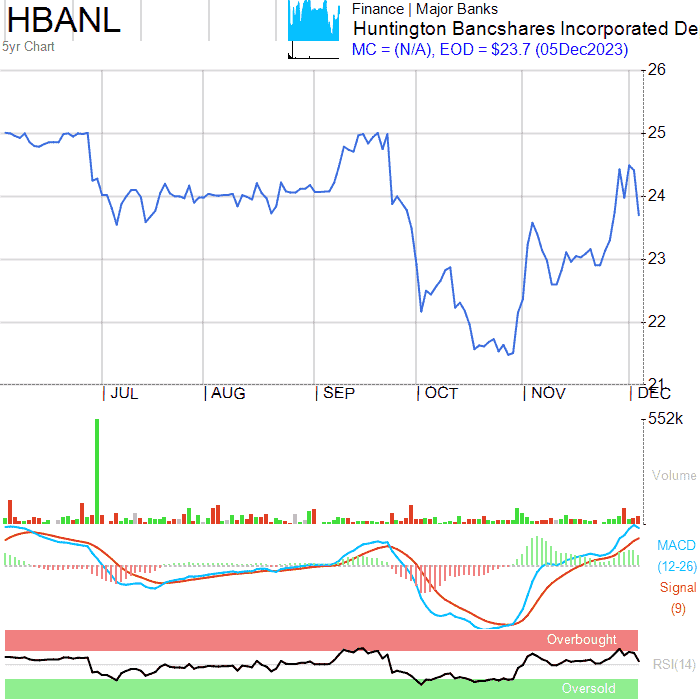 HBANL
5yr Chart
Finance | Major Banks
Huntington Bancshares Incorporated De
MC = (N/A), EOD = $23.7 (05Dec2023)
26
25
24
23
22
21
JUL
AUG
SEP
OCT
NOV
DEC
552k
Volume
MACD
(12-26)
Signal
(9)
Overbought
RSI(14)
Oversold